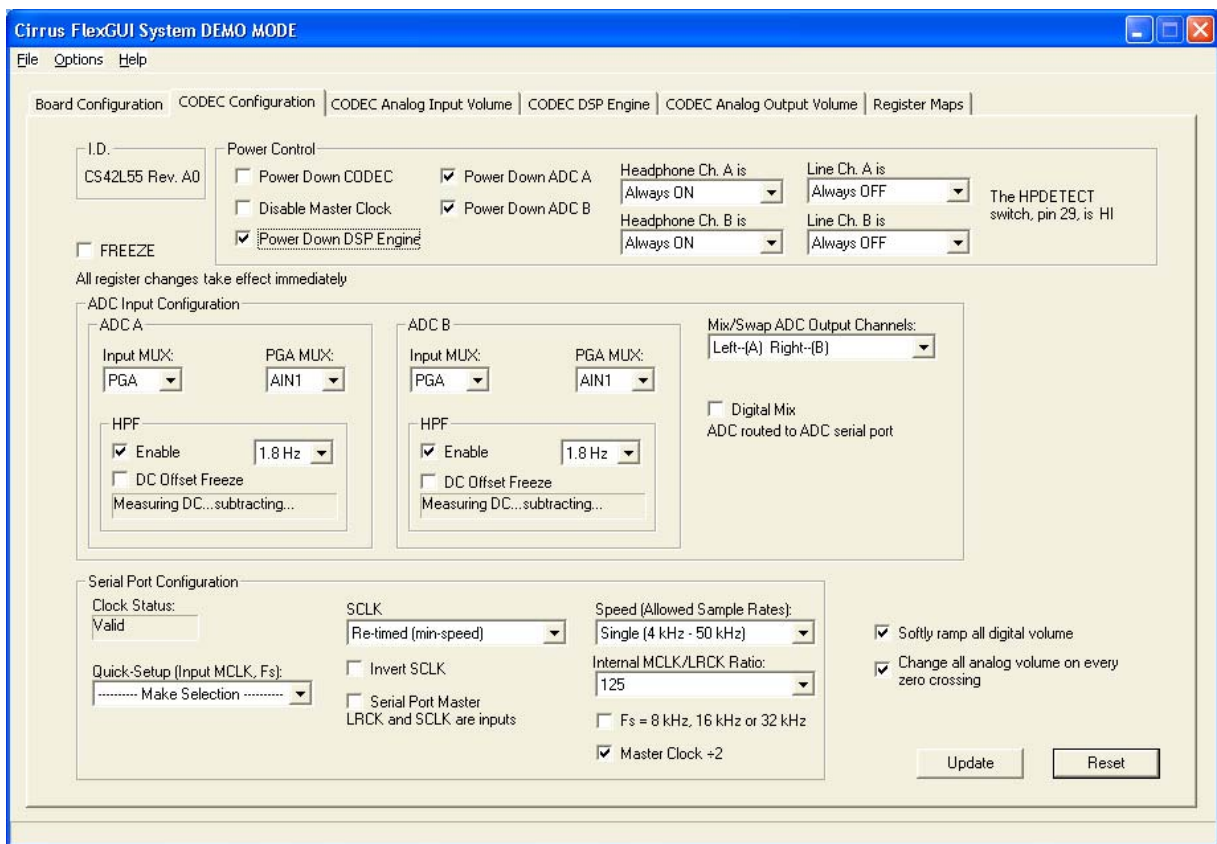 Cirrus FlexGUI System DEMO MODE
File Options Help
Board Configuration CODEC Configuration CODEC Analog Input Volume CODEC DSP Engine CODEC Analog Output Volume Register Maps
I.D.
CS42L55 Rev. A0
FREEZE
All register changes take effect immediately
Power Control
Power Down CODEC
Disable Master Clock
Power Down DSP Engine
Power Down ADC A
Power Down ADC B
Headphone Ch. A is
Always ON
Headphone Ch. B is
Always ON
Line Ch. A is
Always OFF
Line Ch. B is
Always OFF
The HPDETECT
switch, pin 29, is HI
ADC Input Configuration
ADC A
Input MUX:
PGA
PGA MUX:
AIN1
HPF
Enable
1.8 Hz
DC Offset Freeze
Measuring DC...subtracting...
ADC B
Input MUX:
PGA
PGA MUX:
AIN1
HPF
Enable
1.8 Hz
DC Offset Freeze
Measuring DC...subtracting...
Mix/Swap ADC Output Channels:
Left--(A) Right--(B)
Digital Mix
ADC routed to ADC serial port
Serial Port Configuration
Clock Status:
Valid
Quick-Setup (Input MCLK, Fs):
---------- Make Selection ----------
SCLK
Re-timed (min-speed)
Invert SCLK
Serial Port Master
LRCK and SCLK are inputs
Speed (Allowed Sample Rates):
Single (4 kHz - 50 kHz)
Internal MCLK/LRCK Ratio:
125
Fs = 8 kHz, 16 kHz or 32 kHz
Master Clock ÷2
Softly ramp all digital volume
Change all analog volume on every
zero crossing
Update
Reset